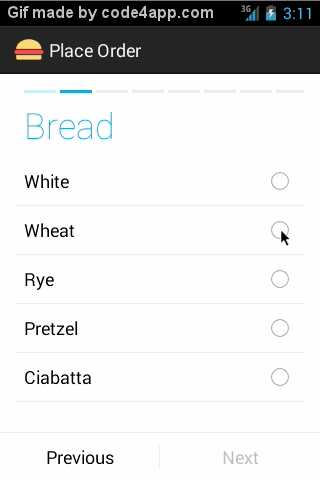 Gif made by code4app.com
3G 3:11
Place Order
Bread
White
Wheat
Rye
Pretzel
Ciabatta
Previous Next